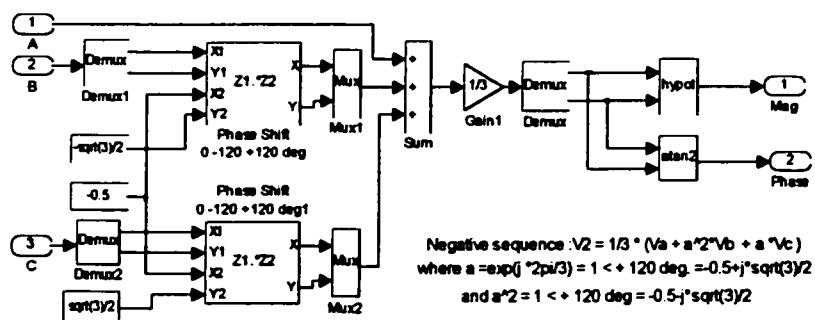 1
A
2
B
Demux
Demux1
X1
Y1
X2
Y2
Z1.*Z2
X
Y
Phase Shift
0 -120 +120 deg
Mux
Mux1
+
+
+
Sum
1/3
Gain1
Demux
Demux
hypot
1
Mag
atan2
2
Phase
-sqrt(3)/2
-0.5
3
C
Demux
Demux2
sqrt(3)/2
Phase Shift
0 -120 +120 deg1
X1
Y1
X2
Y2
Z1.*Z2
X
Y
Mux
Mux2
Negative sequence :V2 = 1/3 * (Va + a^2*Vb + a *Vc )
where a =exp(j *2pi/3) = 1 < + 120 deg. =-0.5+j*sqrt(3)/2
and a^2 = 1 < + 120 deg = -0.5-j*sqrt(3)/2